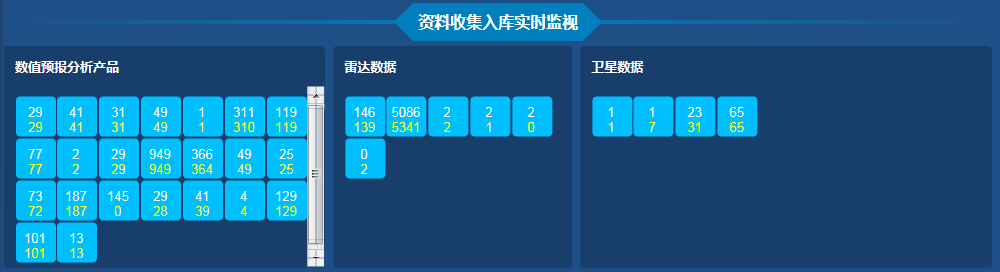 资料收集入库实时监视
数值预报分析产品
29 41 31 49 1 311 119
29 41 31 49 1 310 119
77 2 29 949 366 49 25
77 2 29 949 364 49 25
73 187 145 29 41 4 129
72 187 0 28 39 4 129
101 13
101 13
雷达数据
146 5086 2 2 2
139 5341 2 1 0
0
2
卫星数据
1 1 23 65
1 7 31 65